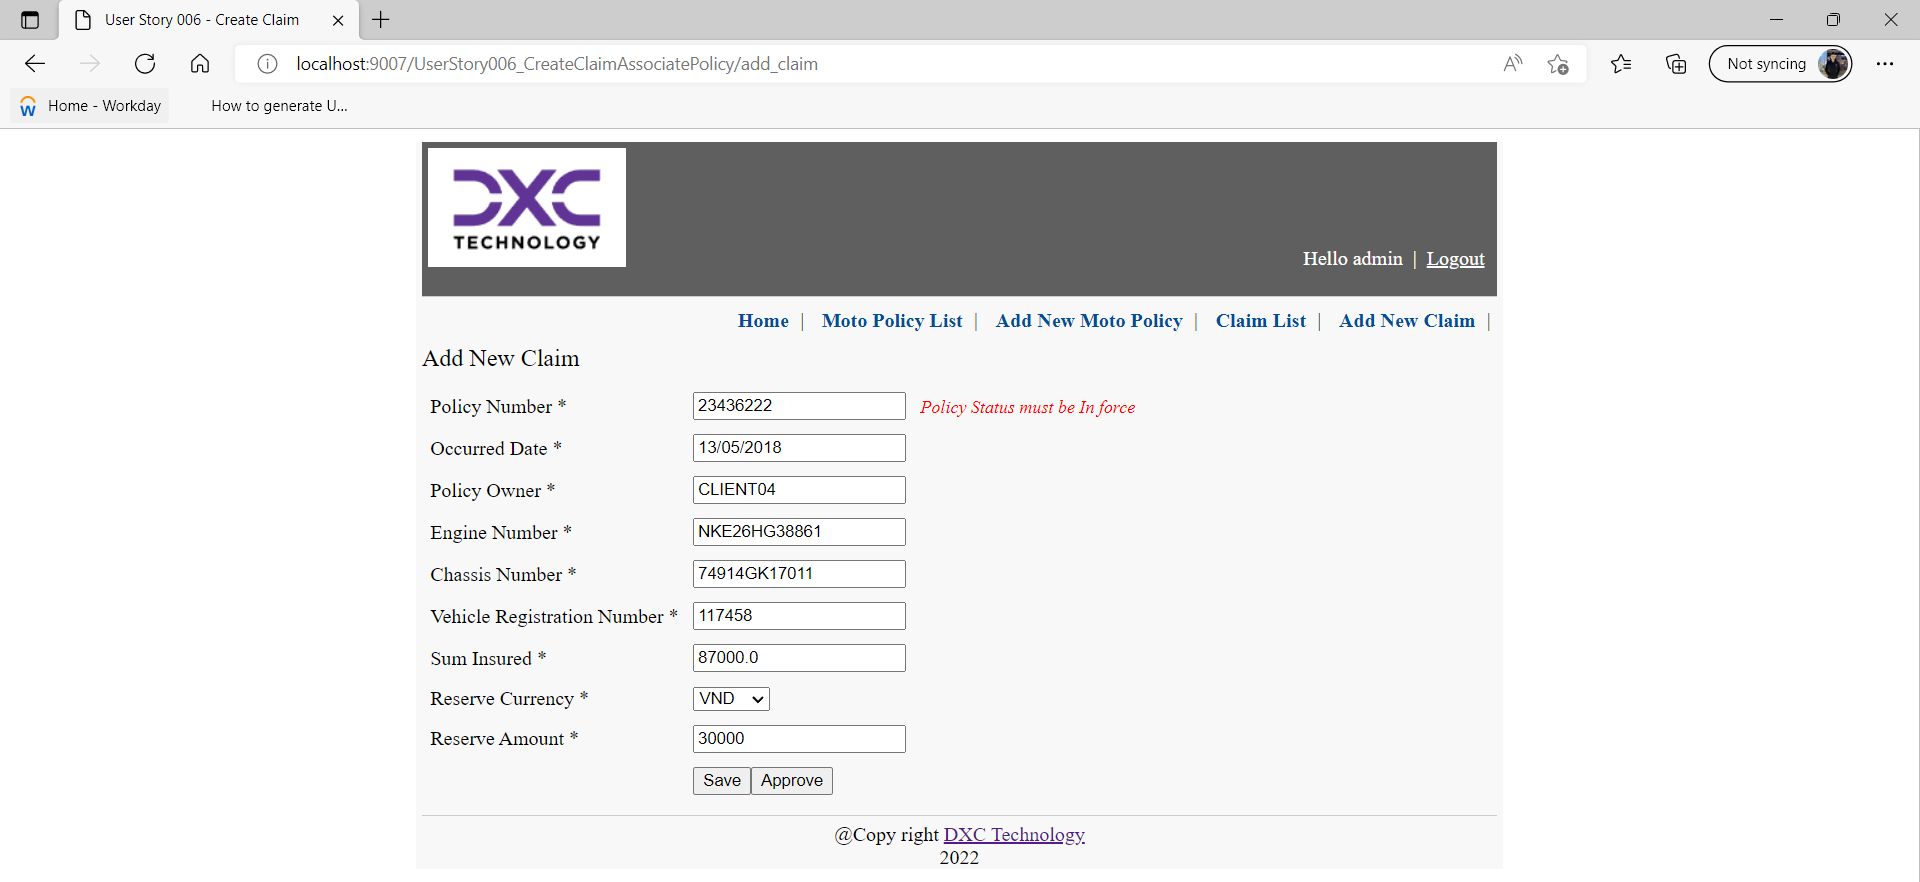 User Story 006 - Create Claim
localhost:9007/UserStory006_CreateClaimAssociatePolicy/add_claim
Not syncing
Home - Workday
How to generate U...
DXC
TECHNOLOGY
Hello admin | Logout
Home | Moto Policy List | Add New Moto Policy | Claim List | Add New Claim |
Add New Claim
Policy Number * 23436222 Policy Status must be In force
Occurred Date * 13/05/2018
Policy Owner * CLIENT04
Engine Number * NKE26HG38861
Chassis Number * 74914GK17011
Vehicle Registration Number * 117458
Sum Insured * 87000.0
Reserve Currency * VND
Reserve Amount * 30000
Save Approve
@Copy right DXC Technology
2022